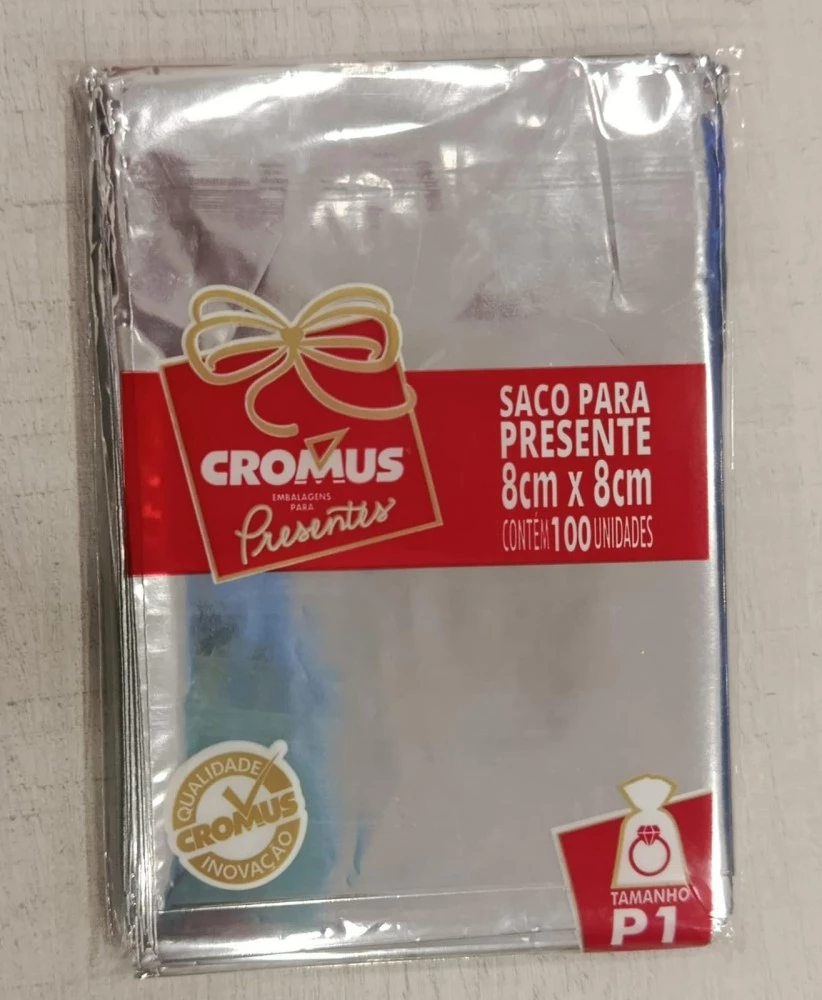 CROMUS
EMBALAGENS
PARA
Presentes
SACO PARA
PRESENTE
8cm x 8cm
CONTÉM 100 UNIDADES
QUALIDADE
CROMUS
INOVAÇÃO
TAMANHO
P1